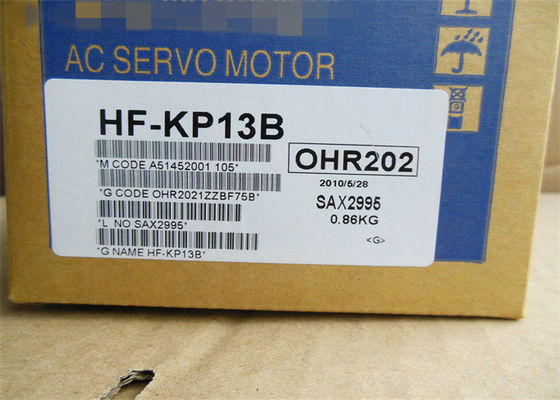 AC SERVO MOTOR
HF-KP13B
*M CODE A51452001 105*
OHR202
2010/5/28
*G CODE OHR2021ZZBF75B*
SAX2995
*L NO SAX2995*
0.86KG
<G>
*G NAME HF-KP13B*